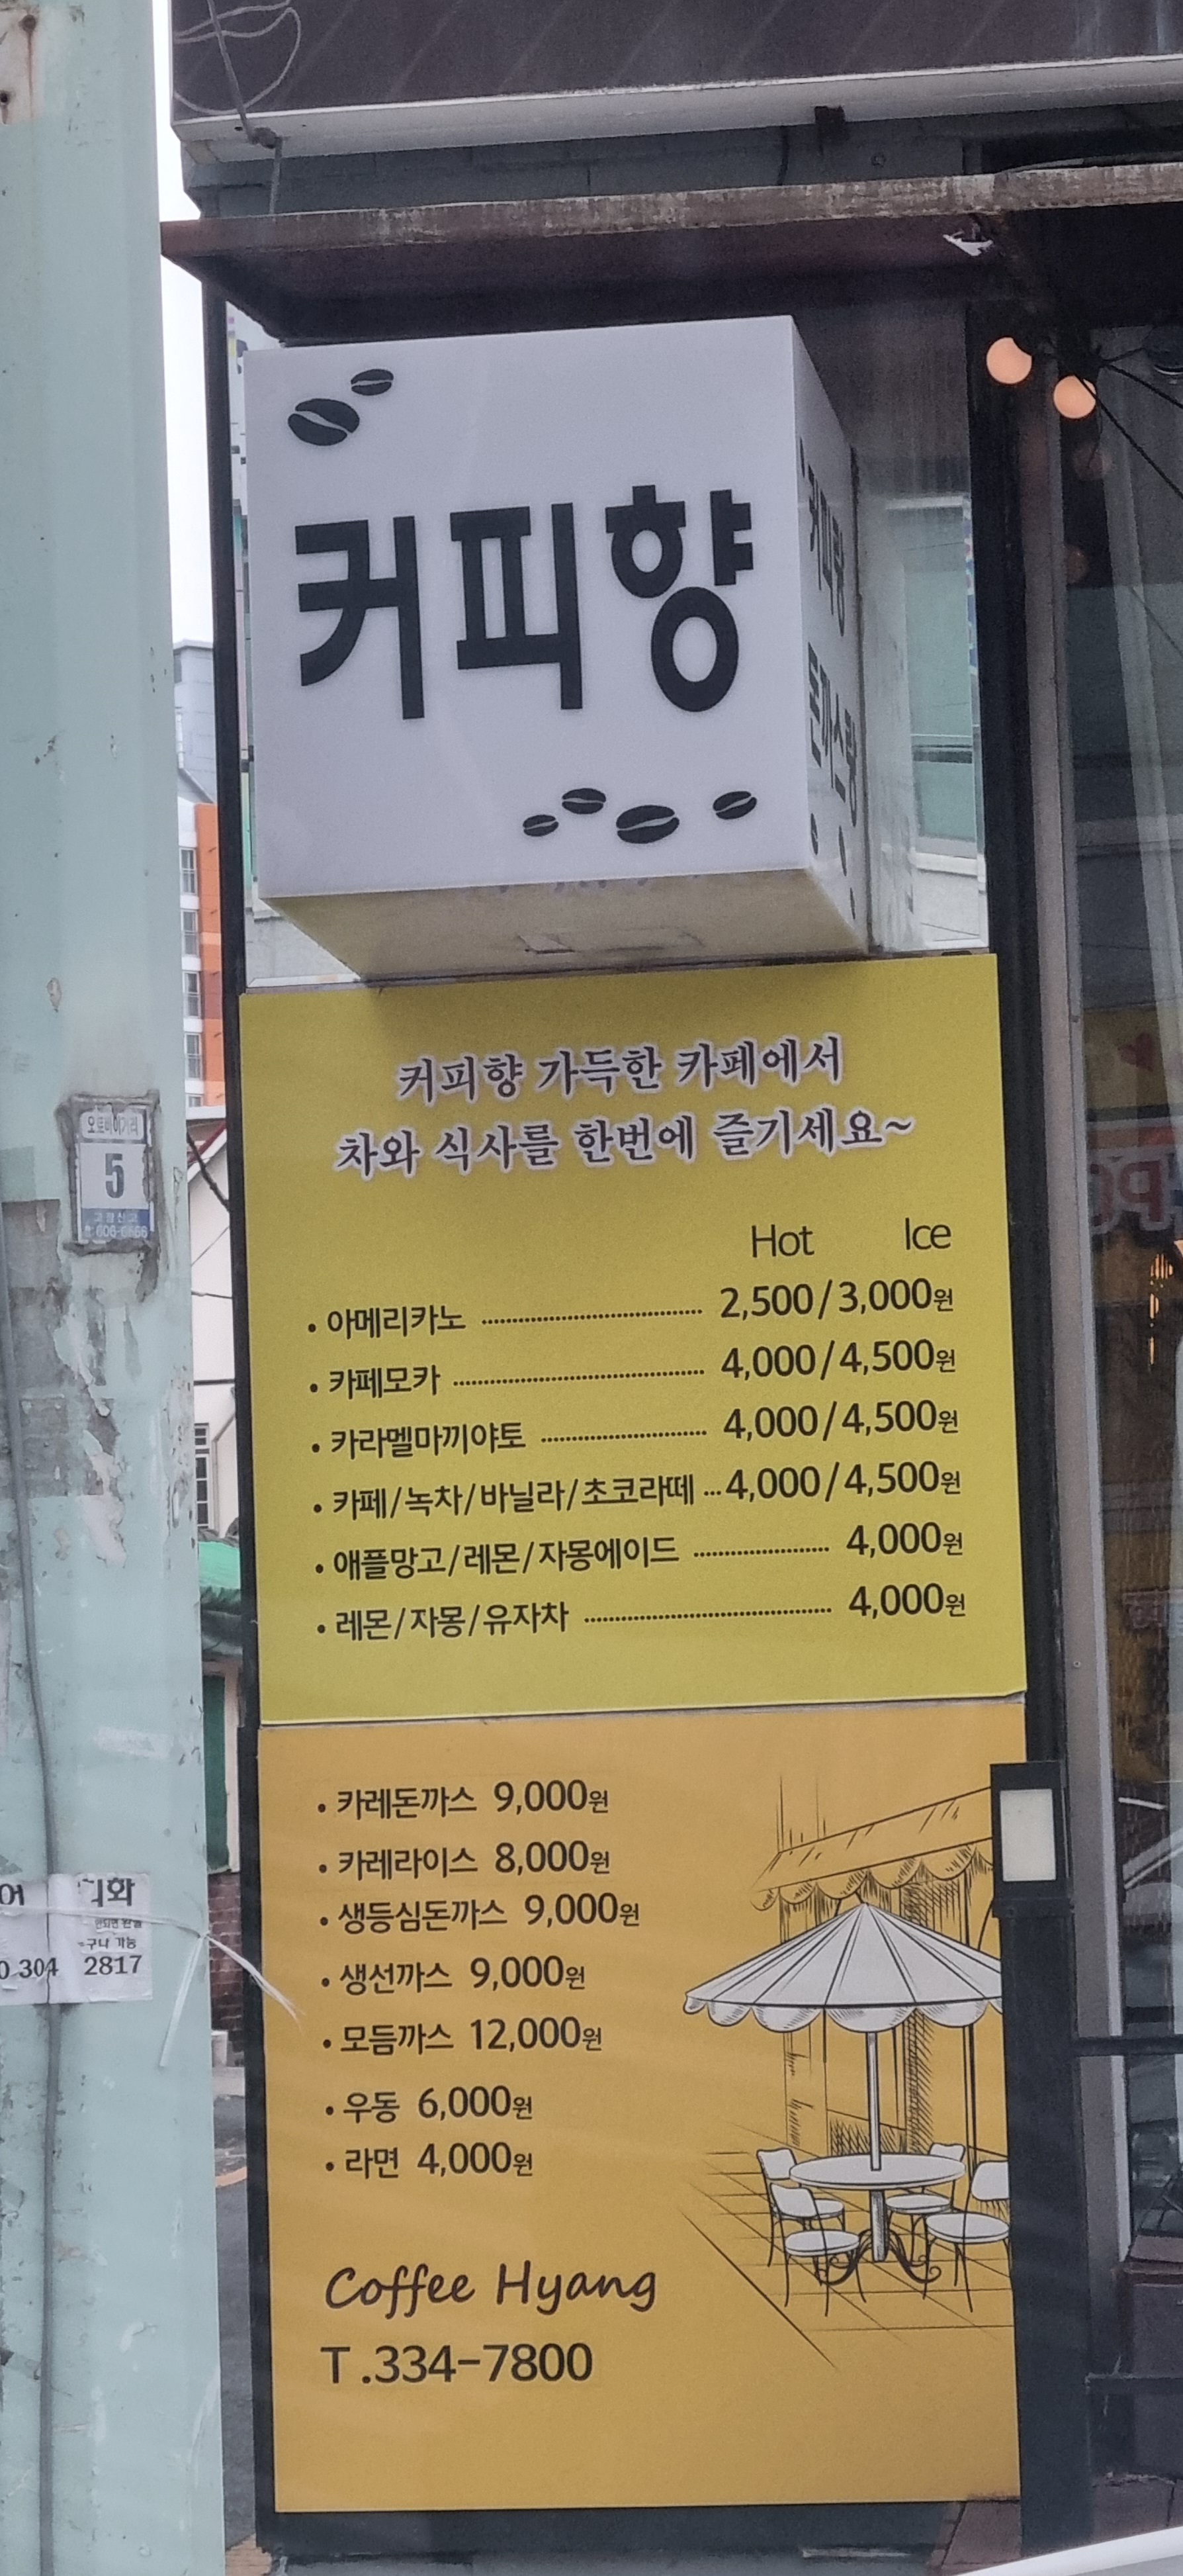 커피향
커피향
돈까스랑
커피향 가득한 카페에서
차와 식사를 한번에 즐기세요~
Hot Ice
• 아메리카노 2,500/3,000원
• 카페모카 4,000/4,500원
• 카라멜마끼야토 4,000/4,500원
• 카페/녹차/바닐라/초코라떼 ...4,000/4,500원
• 애플망고/레몬/자몽에이드 4,000원
• 레몬/자몽/유자차 4,000원
• 카레돈까스 9,000원
• 카레라이스 8,000원
• 생등심돈까스 9,000원
• 생선까스 9,000원
• 모듬까스 12,000원
• 우동 6,000원
• 라면 4,000원
Coffee Hyang
T.334-7800
5
304
2817